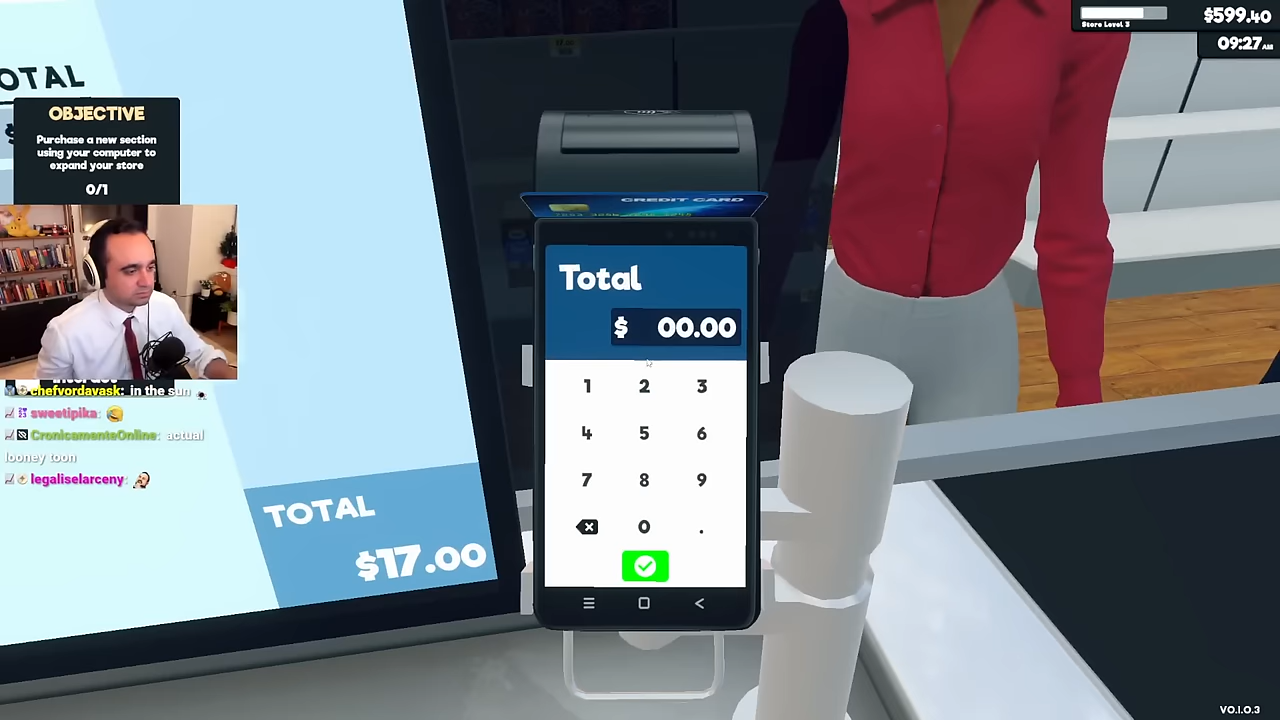 OTAL
OBJECTIVE
Purchase a new section
using your computer to
expand your store
0/1
chefvordavask: in the sun
sweetipika:
CronicamenteOnline: actual
looney toon
legaliselarceny:
TOTAL
$17.00
CREDIT CARD
Total
$ 00.00
1 2 3
4 5 6
7 8 9
0 .
Store Level 3
$599.40
09:27AM
V0.1.0.3